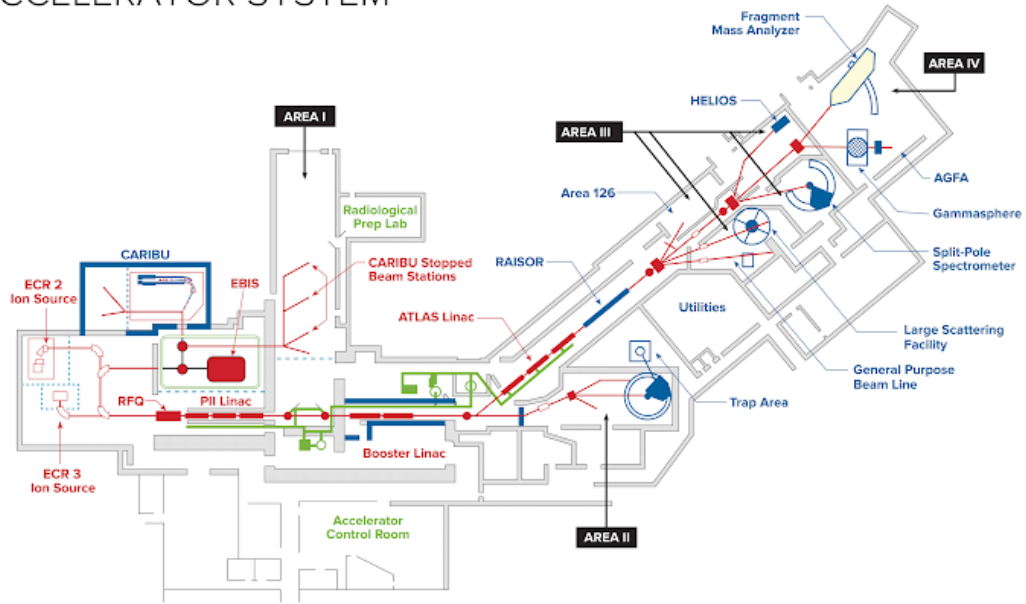 CCELERATOR SYSTEM
Fragment
Mass Analyzer
AREA IV
HELIOS
AREA I
AREA III
AGFA
Area 126
Radiological
Prep Lab
Gammasphere
CARIBU
CARIBU Stopped
Beam Stations
RAISOR
Split-Pole
Spectrometer
ECR 2
Ion Source
EBIS
Utilities
ATLAS Linac
Large Scattering
Facility
General Purpose
Beam Line
RFQ
PII Linac
Trap Area
Booster Linac
ECR 3
Ion Source
Accelerator
Control Room
AREA II